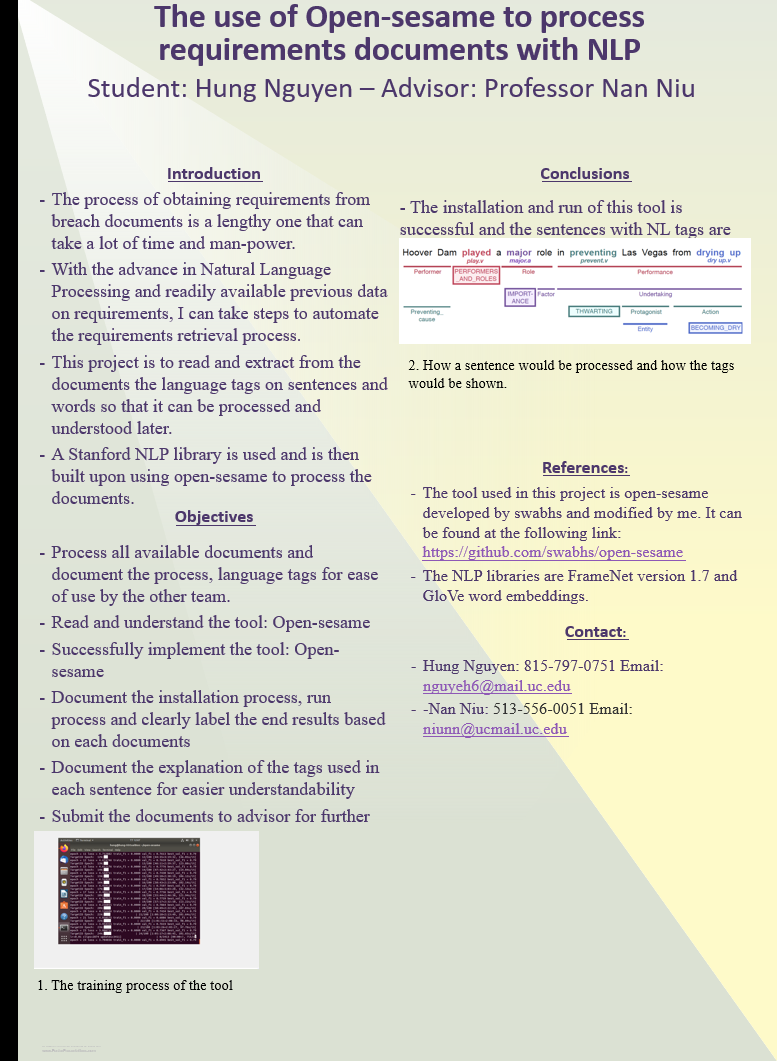 The use of Open-sesame to process
requirements documents with NLP
Student: Hung Nguyen – Advisor: Professor Nan Niu
Introduction
- The process of obtaining requirements from
breach documents is a lengthy one that can
take a lot of time and man-power.
- With the advance in Natural Language
Processing and readily available previous data
on requirements, I can take steps to automate
the requirements retrieval process.
- This project is to read and extract from the
documents the language tags on sentences and
words so that it can be processed and
understood later.
- A Stanford NLP library is used and is then
built upon using open-sesame to process the
documents.
Objectives
- Process all available documents and
document the process, language tags for ease
of use by the other team.
- Read and understand the tool: Open-sesame
- Successfully implement the tool: Open-
sesame
- Document the installation process, run
process and clearly label the end results based
on each documents
- Document the explanation of the tags used in
each sentence for easier understandability
- Submit the documents to advisor for further
1. The training process of the tool
Conclusions
- The installation and run of this tool is
successful and the sentences with NL tags are
Hoover Dam played a major role in preventing Las Vegas from drying up
play.v major.a prevent.v dry up.v
Performer PERFORMERS_AND_ROLES Role Performance
IMPORTANCE Factor Undertaking
Preventing_cause THWARTING Protagonist Action
Entity BECOMING_DRY
2. How a sentence would be processed and how the tags
would be shown.
References:
- The tool used in this project is open-sesame
developed by swabhs and modified by me. It can
be found at the following link:
https://github.com/swabhs/open-sesame
- The NLP libraries are FrameNet version 1.7 and
GloVe word embeddings.
Contact:
- Hung Nguyen: 815-797-0751 Email:
nguyeh6@mail.uc.edu
- -Nan Niu: 513-556-0051 Email:
niunn@ucmail.uc.edu